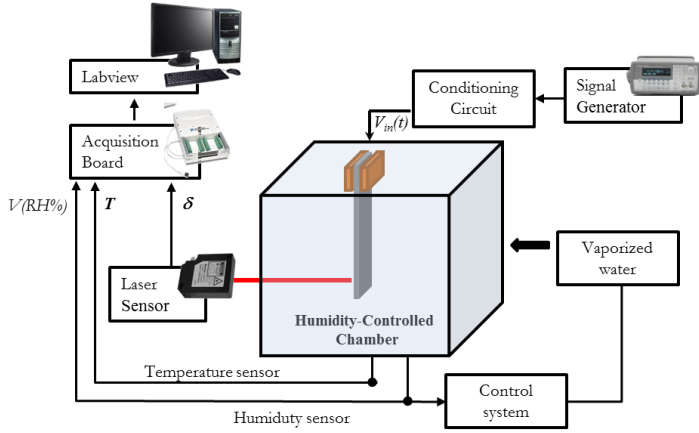 Labview
Conditioning
Circuit
Signal
Generator
Acquisition
Board
V_in(t)
V(RH%)
T
δ
Laser
Sensor
Vaporized
water
Humidity-Controlled
Chamber
Temperature sensor
Control
system
Humiduty sensor